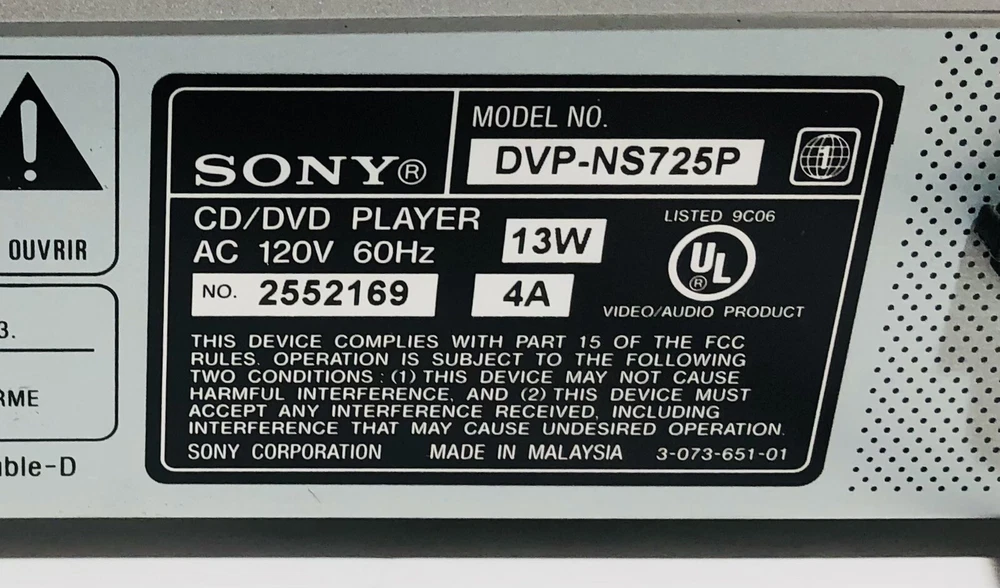 OUVRIR
3.
RME
able-D
SONY®
MODEL NO.
DVP-NS725P
1
CD/DVD PLAYER
AC 120V 60Hz
13W
NO. 2552169
4A
LISTED 9C06
UL®
VIDEO/AUDIO PRODUCT
THIS DEVICE COMPLIES WITH PART 15 OF THE FCC
RULES. OPERATION IS SUBJECT TO THE FOLLOWING
TWO CONDITIONS : (1) THIS DEVICE MAY NOT CAUSE
HARMFUL INTERFERENCE, AND (2) THIS DEVICE MUST
ACCEPT ANY INTERFERENCE RECEIVED, INCLUDING
INTERFERENCE THAT MAY CAUSE UNDESIRED OPERATION.
SONY CORPORATION MADE IN MALAYSIA 3-073-651-01